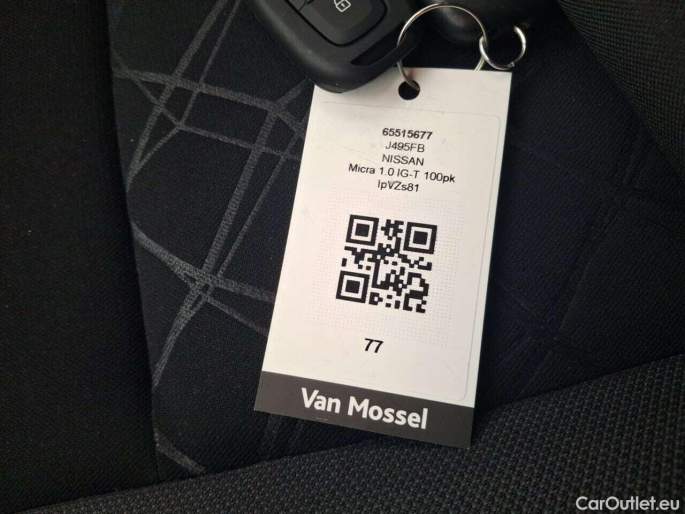 65515677
J495FB
NISSAN
Micra 1.0 IG-T 100pk
IpVZs81
77
Van Mossel
CarOutlet.eu